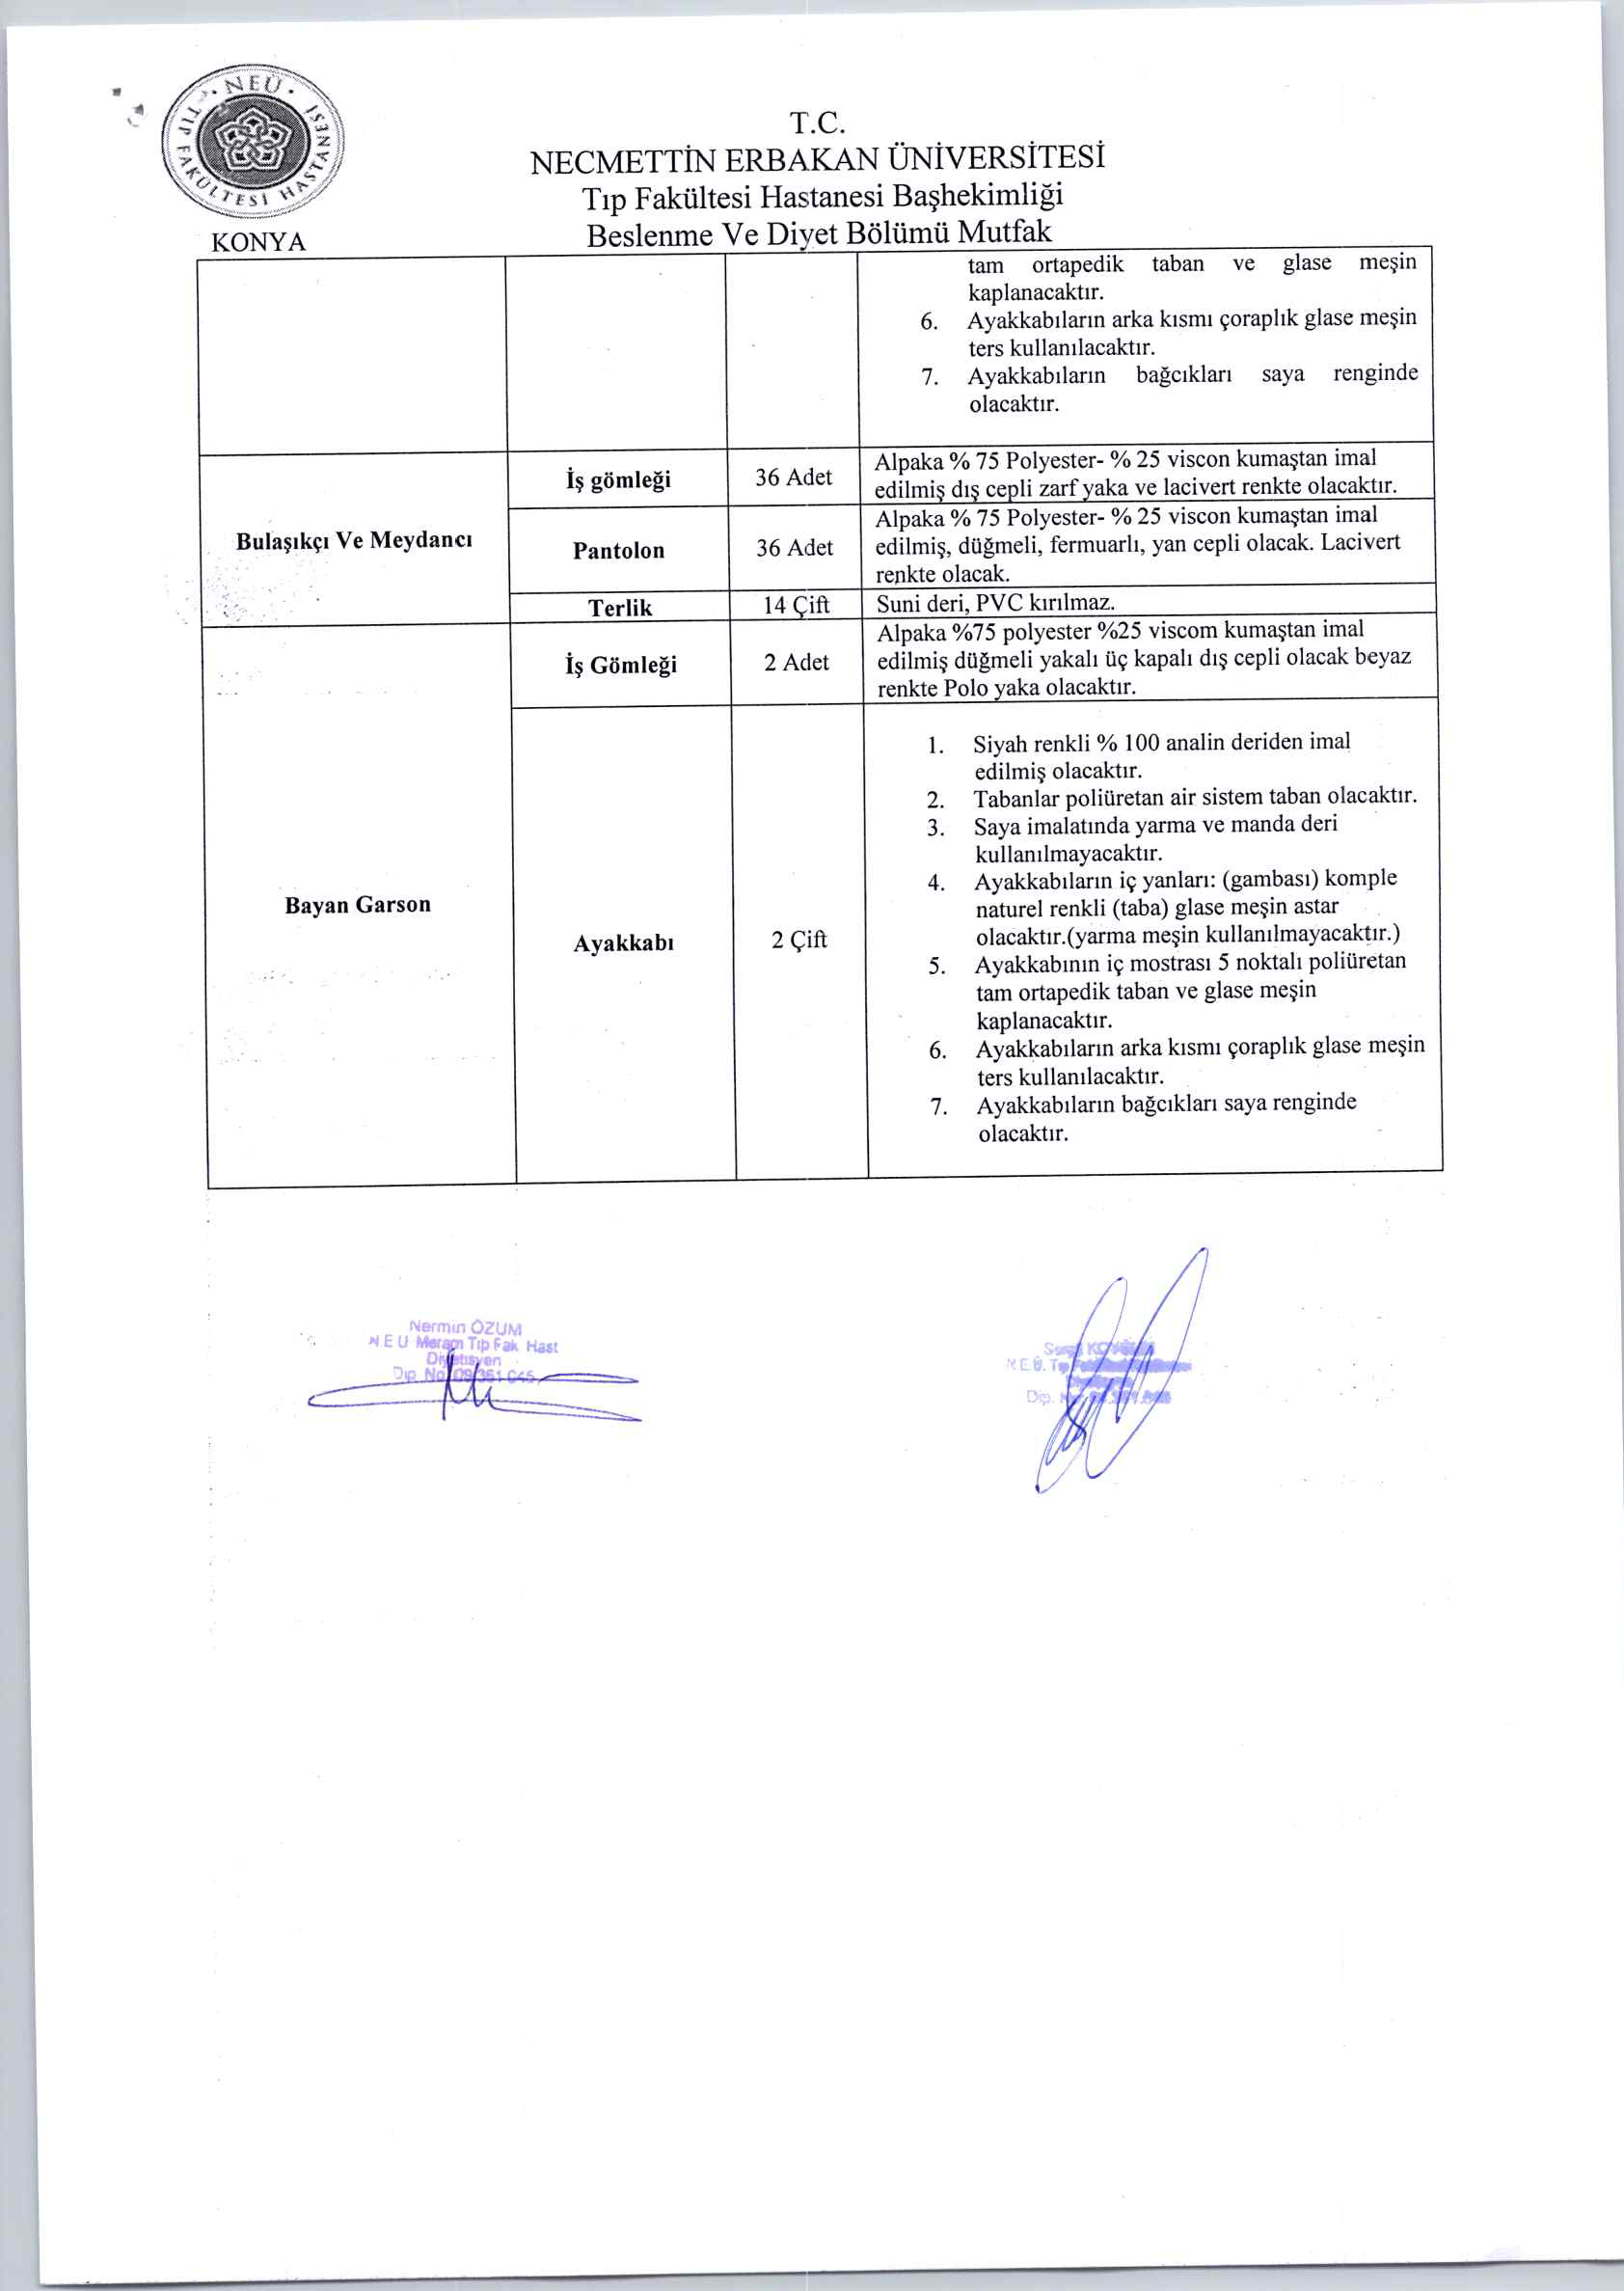 NEÜ
TIP FAKÜLTESİ HASTANESİ
T.C.
NECMETTİN ERBAKAN ÜNİVERSİTESİ
Tıp Fakültesi Hastanesi Başhekimliği
KONYA
Beslenme Ve Diyet Bölümü Mutfak
tam ortapedik taban ve glase meşin
kaplanacaktır.
6. Ayakkabıların arka kısmı çoraplık glase meşin
ters kullanılacaktır.
7. Ayakkabıların bağcıkları saya renginde
olacaktır.
Bulaşıkçı Ve Meydancı
İş gömleği
36 Adet
Alpaka % 75 Polyester- % 25 viscon kumaştan imal
edilmiş dış cepli zarf yaka ve lacivert renkte olacaktır.
Pantolon
36 Adet
Alpaka % 75 Polyester- % 25 viscon kumaştan imal
edilmiş, düğmeli, fermuarlı, yan cepli olacak. Lacivert
renkte olacak.
Terlik
14 Çift
Suni deri, PVC kırılmaz.
Bayan Garson
İş Gömleği
2 Adet
Alpaka %75 polyester %25 viscom kumaştan imal
edilmiş düğmeli yakalı üç kapalı dış cepli olacak beyaz
renkte Polo yaka olacaktır.
Ayakkabı
2 Çift
1. Siyah renkli % 100 analin deriden imal
edilmiş olacaktır.
2. Tabanlar poliüretan air sistem taban olacaktır.
3. Saya imalatında yarma ve manda deri
kullanılmayacaktır.
4. Ayakkabıların iç yanları: (gambası) komple
naturel renkli (taba) glase meşin astar
olacaktır.(yarma meşin kullanılmayacaktır.)
5. Ayakkabının iç mostrası 5 noktalı poliüretan
tam ortapedik taban ve glase meşin
kaplanacaktır.
6. Ayakkabıların arka kısmı çoraplık glase meşin
ters kullanılacaktır.
7. Ayakkabıların bağcıkları saya renginde
olacaktır.
Nermin ÖZUM
N E U Meram Tıp Fak Hast
Diyetisyen
Dip No
N.E.Ü. Tıp
Dip.